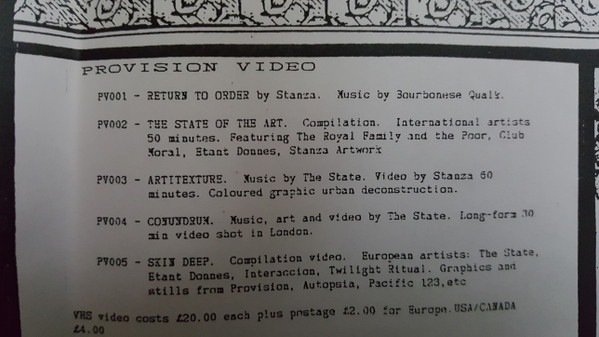 PROVISION VIDEO
PV001 - RETURN TO ORDER by Stanza. Music by Bourbonese Qualk.
PV002 - THE STATE OF THE ART. Compilation. International artists
50 minutes. Featuring The Royal Family and the Poor, Club
Moral, Etant Donnes, Stanza Artwork
PV003 - ARTITEXTURE. Music by The State. Video by Stanza 60
minutes. Coloured graphic urban deconstruction.
PV004 - CONUNDRUM. Music, art and video by The State. Long-form 30
min video shot in London.
PV005 - SKIN DEEP. Compilation video. European artists: The State,
Etant Donnes, Interaccion, Twilight Ritual. Graphics and
stills from Provision, Autopsia, Pacific 123,etc
VHS video costs £20.00 each plus postage £2.00 for Europe.USA/CANADA
£4.00